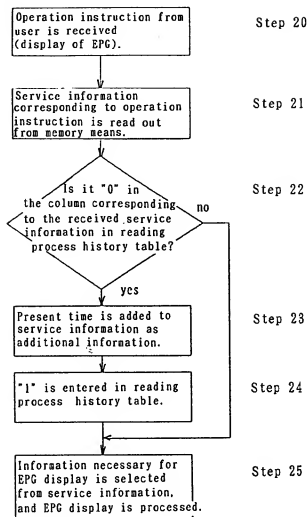 Operation instruction from
user is received
(display of EPG).
Step 20
Service information
corresponding to operation
instruction is read out
from memory means.
Step 21
Is it "0" in
the column corresponding
to the received service
information in reading
process history table?
Step 22
no
yes
Present time is added to
service information as
additional information.
Step 23
"1" is entered in reading
process history table.
Step 24
Information necessary for
EPG display is selected
from service information,
and EPG display is processed.
Step 25